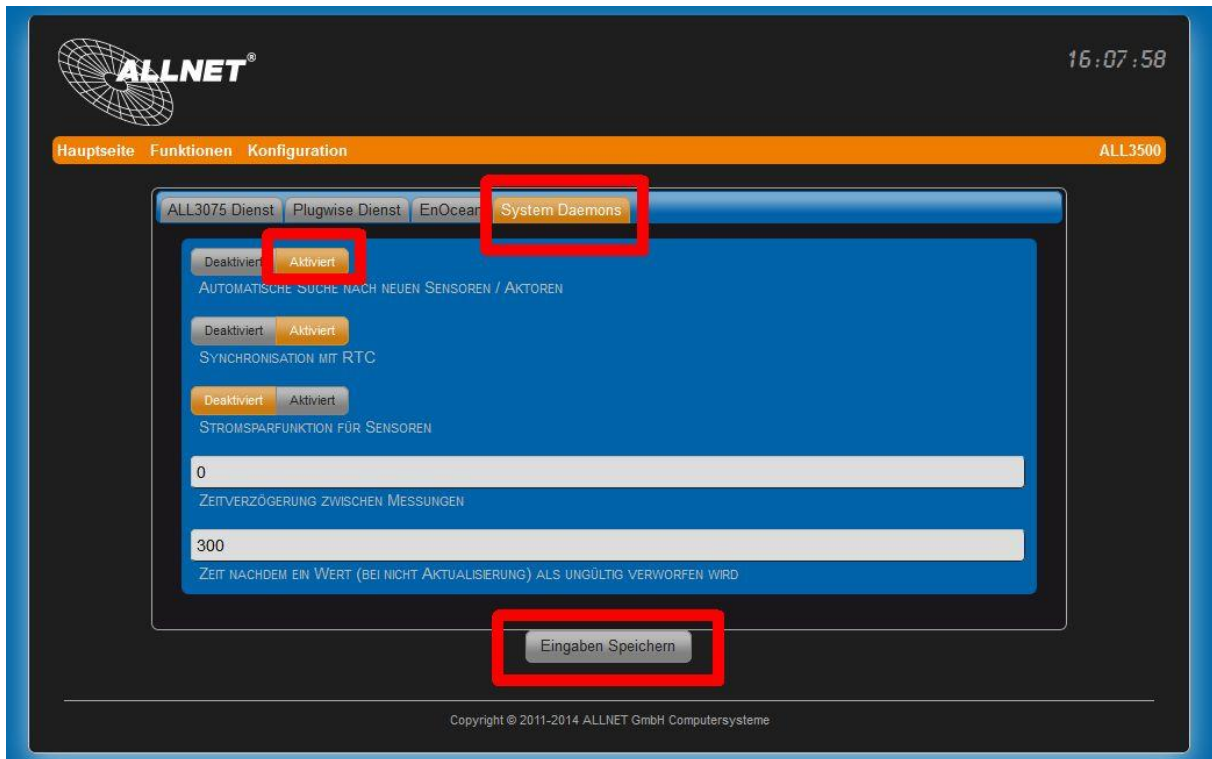 ALLNET®
16:07:58
Hauptseite Funktionen Konfiguration ALL3500
ALL3075 Dienst Plugwise Dienst EnOcean System Daemons
Deaktiviert Aktiviert
AUTOMATISCHE SUCHE NACH NEUEN SENSOREN / AKTOREN
Deaktiviert Aktiviert
SYNCHRONISATION MIT RTC
Deaktiviert Aktiviert
STROMSPARFUNKTION FÜR SENSOREN
0
ZEITVERZÖGERUNG ZWISCHEN MESSUNGEN
300
ZEIT NACHDEM EIN WERT (BEI NICHT AKTUALISIERUNG) ALS UNGÜLTIG VERWORFEN WIRD
Eingaben Speichern
Copyright © 2011-2014 ALLNET GmbH Computersysteme